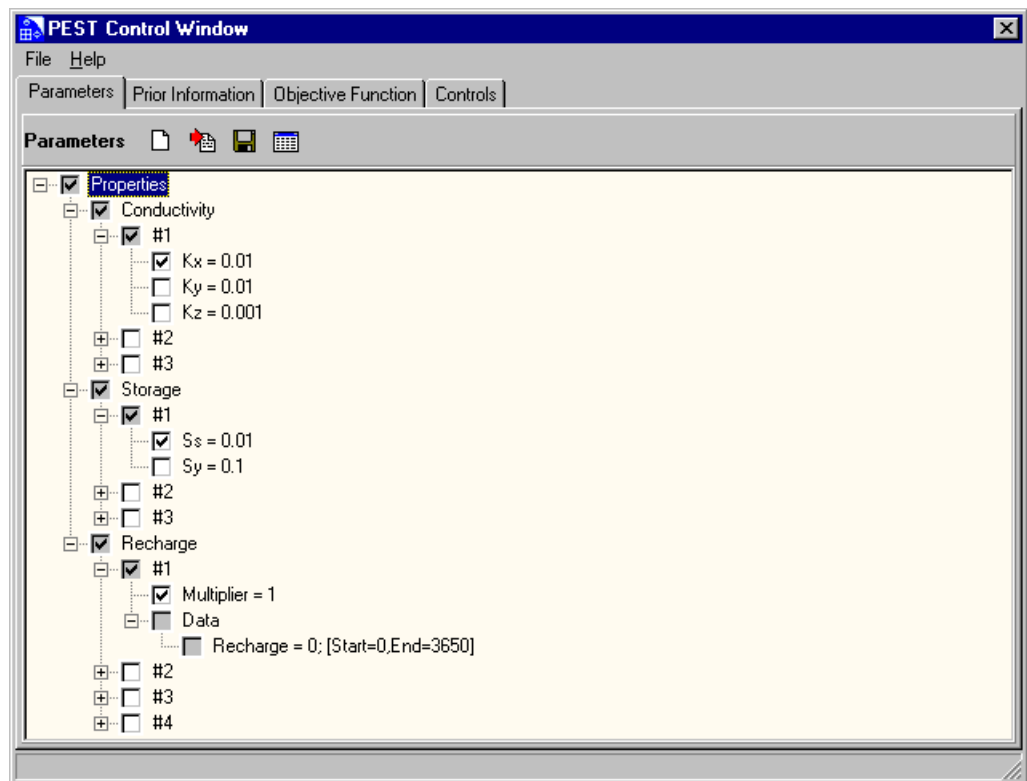 PEST Control Window
File Help
Parameters Prior Information Objective Function Controls
Parameters
Properties
Conductivity
#1
Kx = 0.01
Ky = 0.01
Kz = 0.001
#2
#3
Storage
#1
Ss = 0.01
Sy = 0.1
#2
#3
Recharge
#1
Multiplier = 1
Data
Recharge = 0; [Start=0,End=3650]
#2
#3
#4